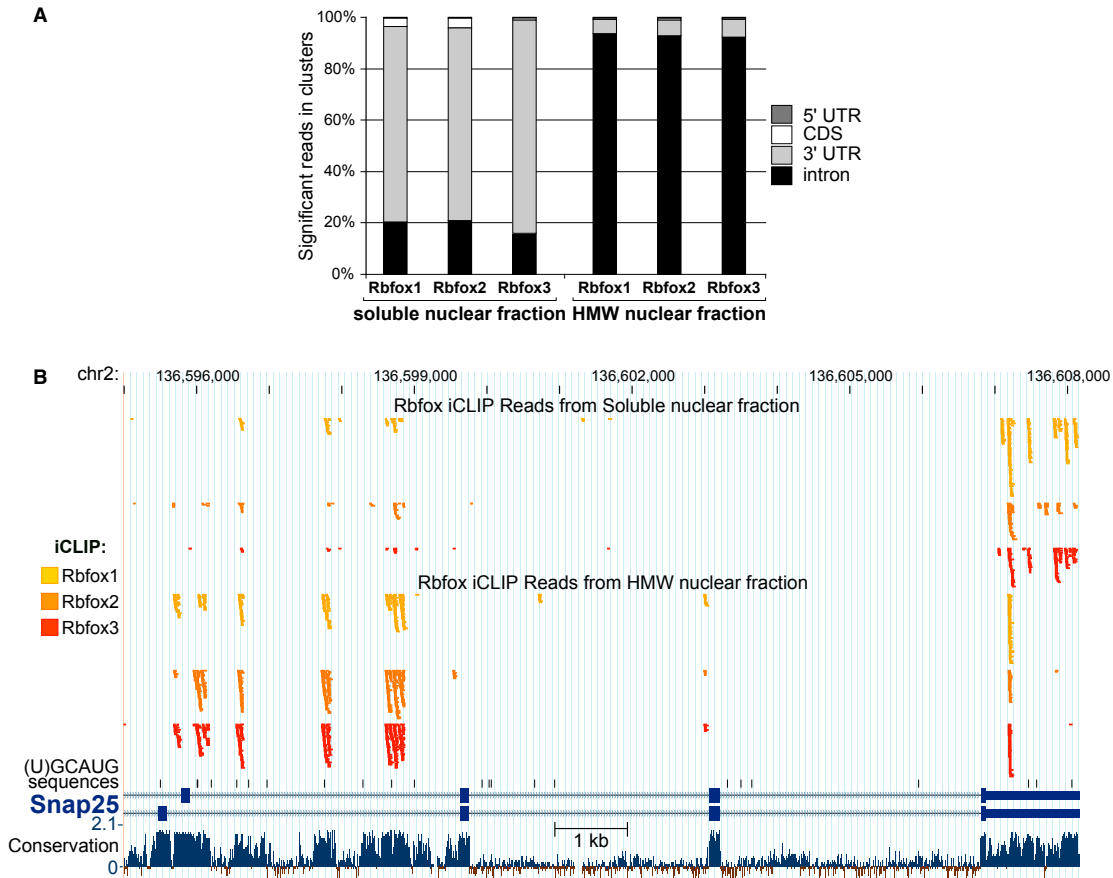 A
Significant reads in clusters
100%
80%
60%
40%
20%
0%
Rbfox1 Rbfox2 Rbfox3 Rbfox1 Rbfox2 Rbfox3
soluble nuclear fraction HMW nuclear fraction
5' UTR
CDS
3' UTR
intron
B
chr2: 136,596,000 136,599,000 136,602,000 136,605,000 136,608,000
Rbfox iCLIP Reads from Soluble nuclear fraction
iCLIP:
Rbfox1
Rbfox2
Rbfox3
Rbfox iCLIP Reads from HMW nuclear fraction
(U)GCAUG
sequences
Snap25
2.1-
Conservation
0
1 kb